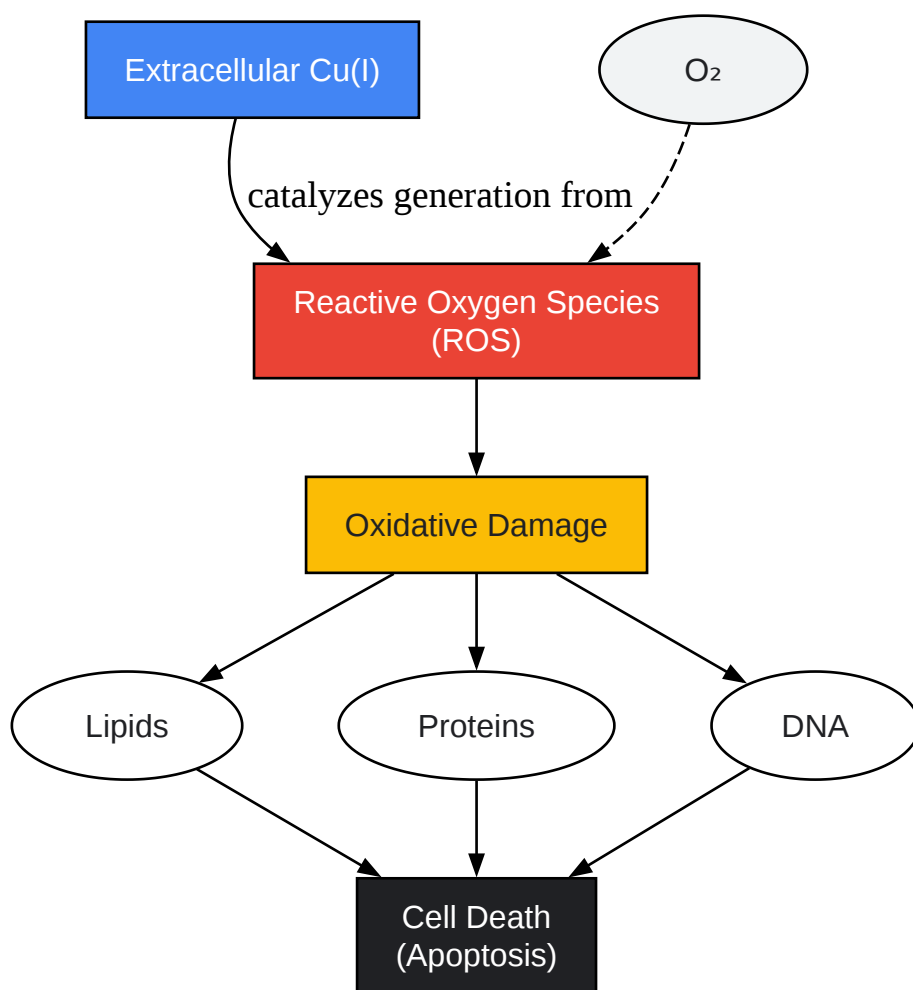 Extracellular Cu(I)
O₂
catalyzes generation from
Reactive Oxygen Species
(ROS)
Oxidative Damage
Lipids
Proteins
DNA
Cell Death
(Apoptosis)